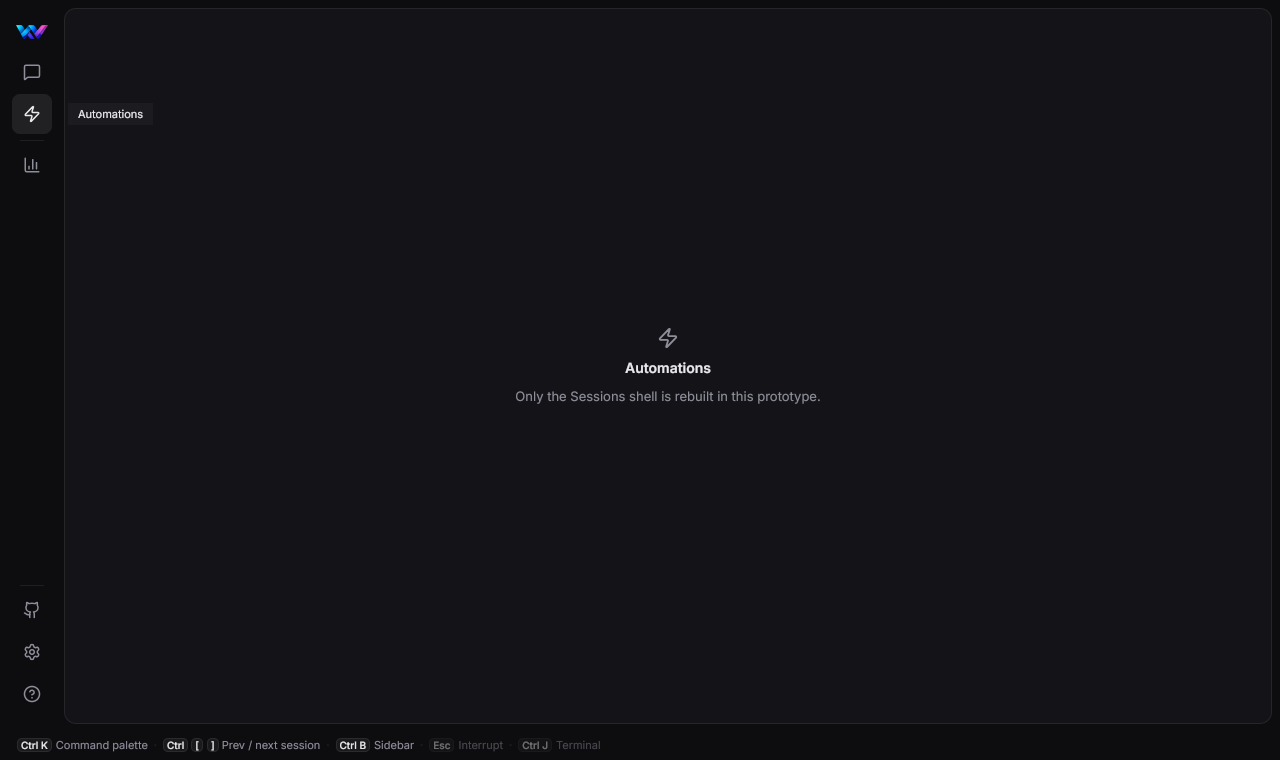 Automations
Automations
Only the Sessions shell is rebuilt in this prototype.
Ctrl K Command palette · Ctrl [ ] Prev / next session · Ctrl B Sidebar · Esc Interrupt · Ctrl J Terminal